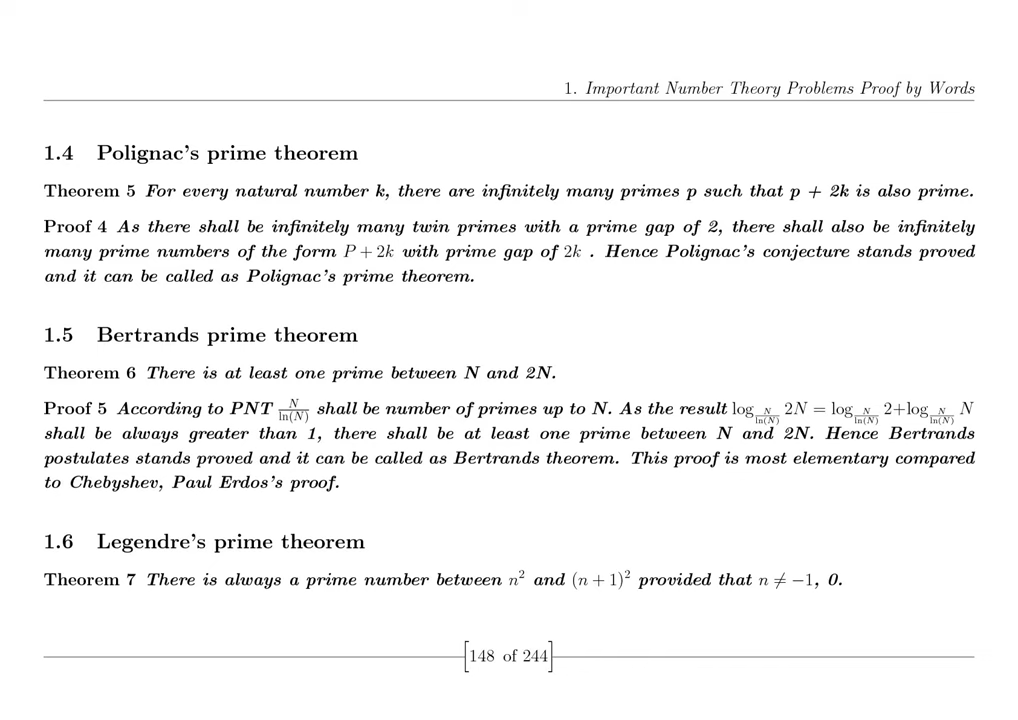 1. Important Number Theory Problems Proof by Words
1.4 Polignac's prime theorem
Theorem 5 For every natural number k, there are infinitely many primes p such that p + 2k is also prime.
Proof 4 As there shall be infinitely many twin primes with a prime gap of 2, there shall also be infinitely
many prime numbers of the form P + 2k with prime gap of 2k . Hence Polignac's conjecture stands proved
and it can be called as Polignac's prime theorem.
1.5 Bertrands prime theorem
Theorem 6 There is at least one prime between N and 2N.
Proof 5 According to PNT \frac{N}{\ln(N)} shall be number of primes up to N. As the result \log_{\frac{N}{\ln(N)}} 2N = \log_{\frac{N}{\ln(N)}} 2+\log_{\frac{N}{\ln(N)}} N
shall be always greater than 1, there shall be at least one prime between N and 2N. Hence Bertrands
postulates stands proved and it can be called as Bertrands theorem. This proof is most elementary compared
to Chebyshev, Paul Erdos's proof.
1.6 Legendre's prime theorem
Theorem 7 There is always a prime number between n² and (n + 1)² provided that n ≠ −1, 0.
[148 of 244]